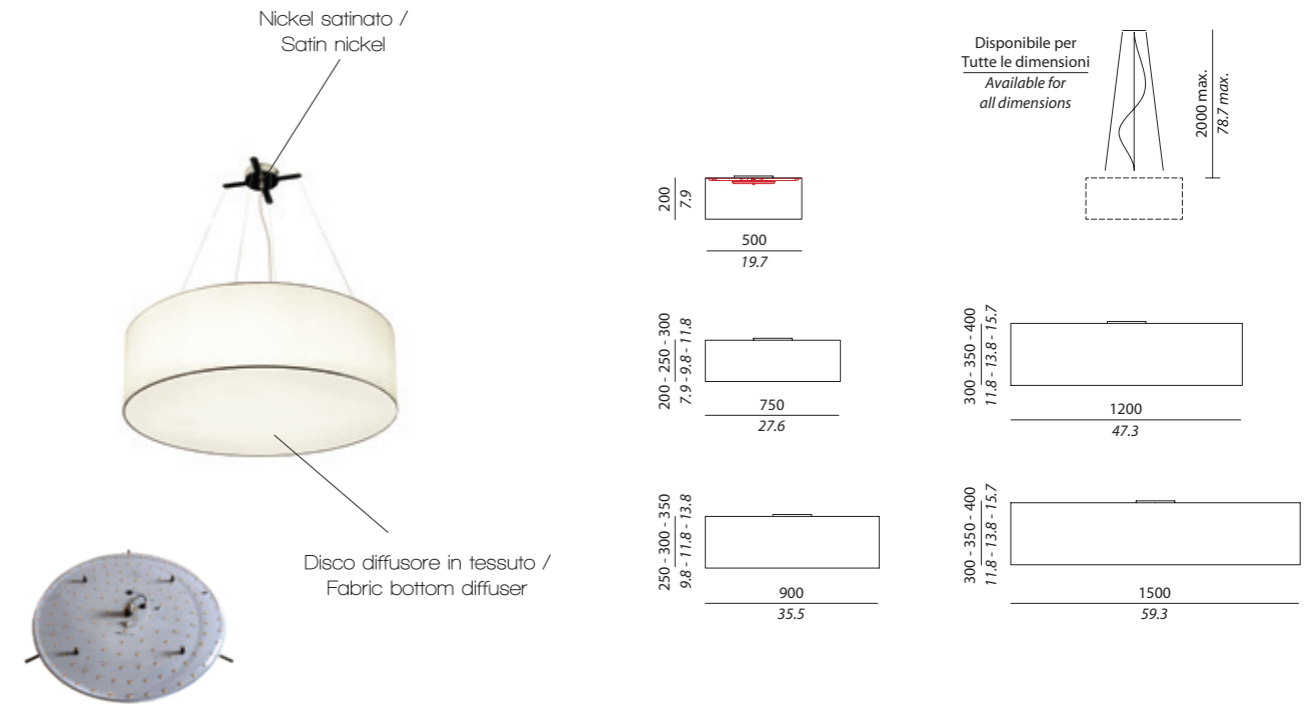 Nickel satinato /
Satin nickel
Disco diffusore in tessuto /
Fabric bottom diffuser
200
7.9
500
19.7
Disponibile per
Tutte le dimensioni
Available for
all dimensions
2000 max.
78.7 max.
200 - 250 - 300
7.9 - 9.8 - 11.8
750
27.6
300 - 350 - 400
11.8 - 13.8 - 15.7
1200
47.3
250 - 300 - 350
9.8 - 11.8 - 13.8
900
35.5
300 - 350 - 400
11.8 - 13.8 - 15.7
1500
59.3